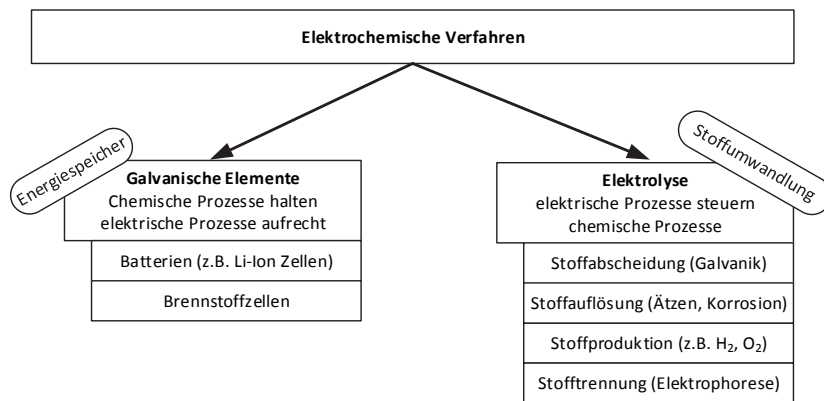 Elektrochemische Verfahren
Energiespeicher
Galvanische Elemente
Chemische Prozesse halten
elektrische Prozesse aufrecht
Batterien (z.B. Li-Ion Zellen)
Brennstoffzellen
Stoffumwandlung
Elektrolyse
elektrische Prozesse steuern
chemische Prozesse
Stoffabscheidung (Galvanik)
Stoffauflösung (Ätzen, Korrosion)
Stoffproduktion (z.B. H₂, O₂)
Stofftrennung (Elektrophorese)